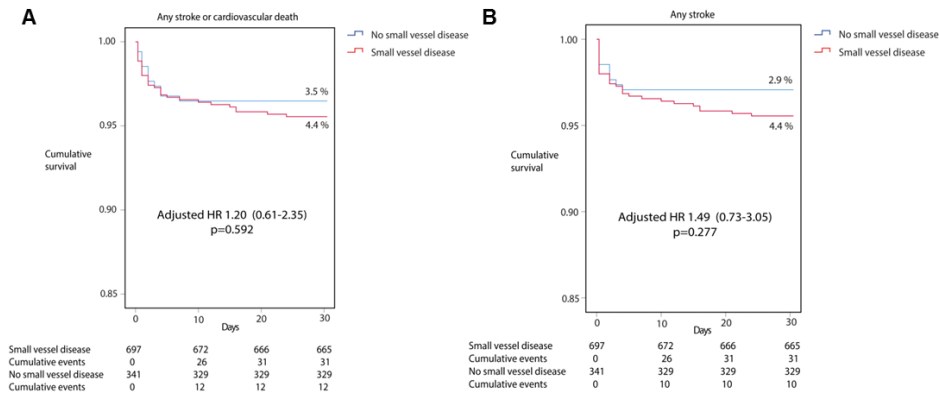 A
Any stroke or cardiovascular death
No small vessel disease
Small vessel disease
1.00
0.95
0.90
0.85
Cumulative
survival
3.5 %
4.4 %
Adjusted HR 1.20 (0.61-2.35)
p=0.592
0 10 20 30
Days
Small vessel disease 697 672 666 665
Cumulative events 0 26 31 31
No small vessel disease 341 329 329 329
Cumulative events 0 12 12 12
B
Any stroke
No small vessel disease
Small vessel disease
1.00
0.95
0.90
0.85
Cumulative
survival
2.9 %
4.4 %
Adjusted HR 1.49 (0.73-3.05)
p=0.277
0 10 20 30
Days
Small vessel disease 697 672 666 665
Cumulative events 0 26 31 31
No small vessel disease 341 329 329 329
Cumulative events 0 10 10 10